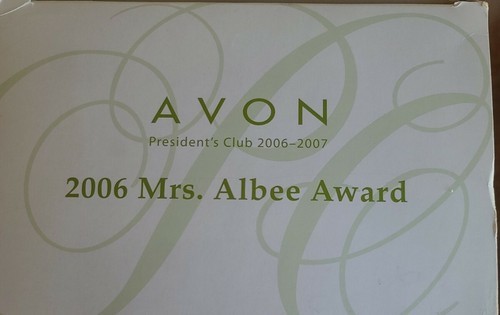 AVON
President's Club 2006–2007
2006 Mrs. Albee Award